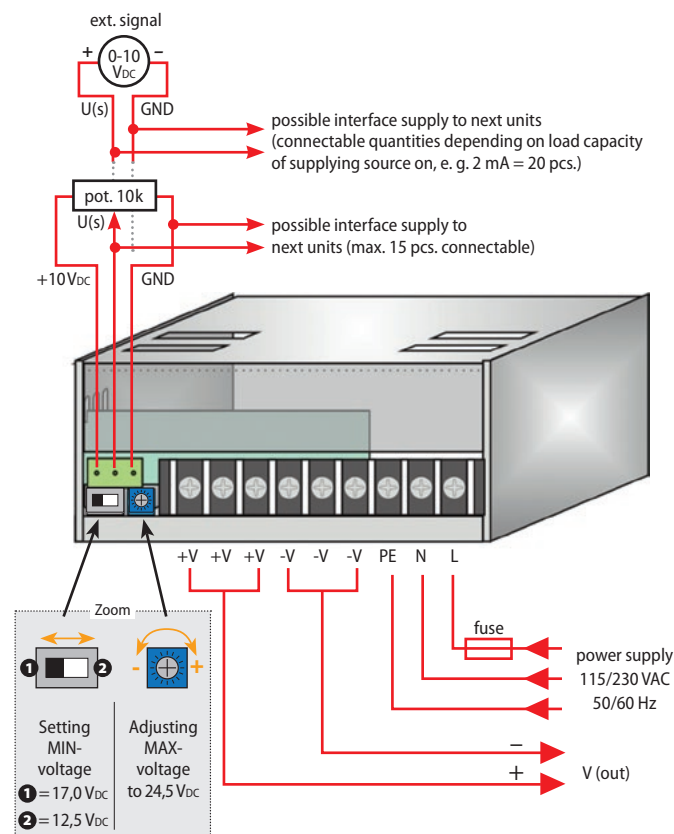 ext. signal
+ 0-10 –
VDC
U(s) GND
possible interface supply to next units
(connectable quantities depending on load capacity
of supplying source on, e. g. 2 mA = 20 pcs.)
pot. 10k
U(s)
possible interface supply to
next units (max. 15 pcs. connectable)
+10VDC GND
+V +V +V -V -V -V PE N L
Zoom
fuse
1 2 - +
power supply
115/230 VAC
50/60 Hz
Setting
MIN-
voltage
1 = 17,0 VDC
2 = 12,5 VDC
Adjusting
MAX-
voltage
to 24,5 VDC
–
+
V (out)